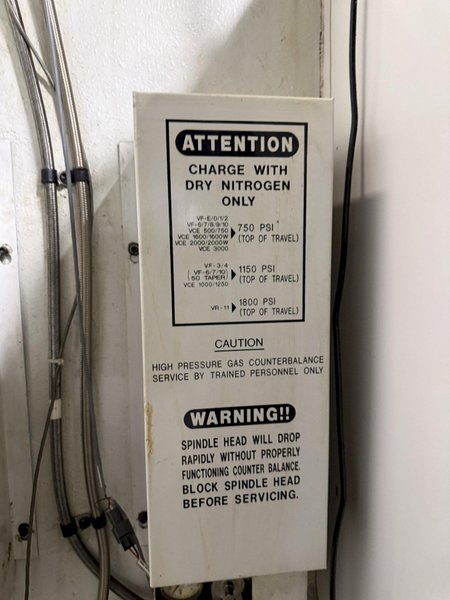 ATTENTION
CHARGE WITH
DRY NITROGEN
ONLY
VF-E/0/1/2
VF-6/7/8/9/10
VCE 500/750
VCE 1600/1600W
VCE 2000/2000W
VCE 3000
750 PSI
(TOP OF TRAVEL)
VF-3/4
(VF-6/7/10)
50 TAPER
VCE 1000/1250
1150 PSI
(TOP OF TRAVEL)
VR-11
1800 PSI
(TOP OF TRAVEL)
CAUTION
HIGH PRESSURE GAS COUNTERBALANCE
SERVICE BY TRAINED PERSONNEL ONLY
WARNING!!
SPINDLE HEAD WILL DROP
RAPIDLY WITHOUT PROPERLY
FUNCTIONING COUNTER BALANCE.
BLOCK SPINDLE HEAD
BEFORE SERVICING.